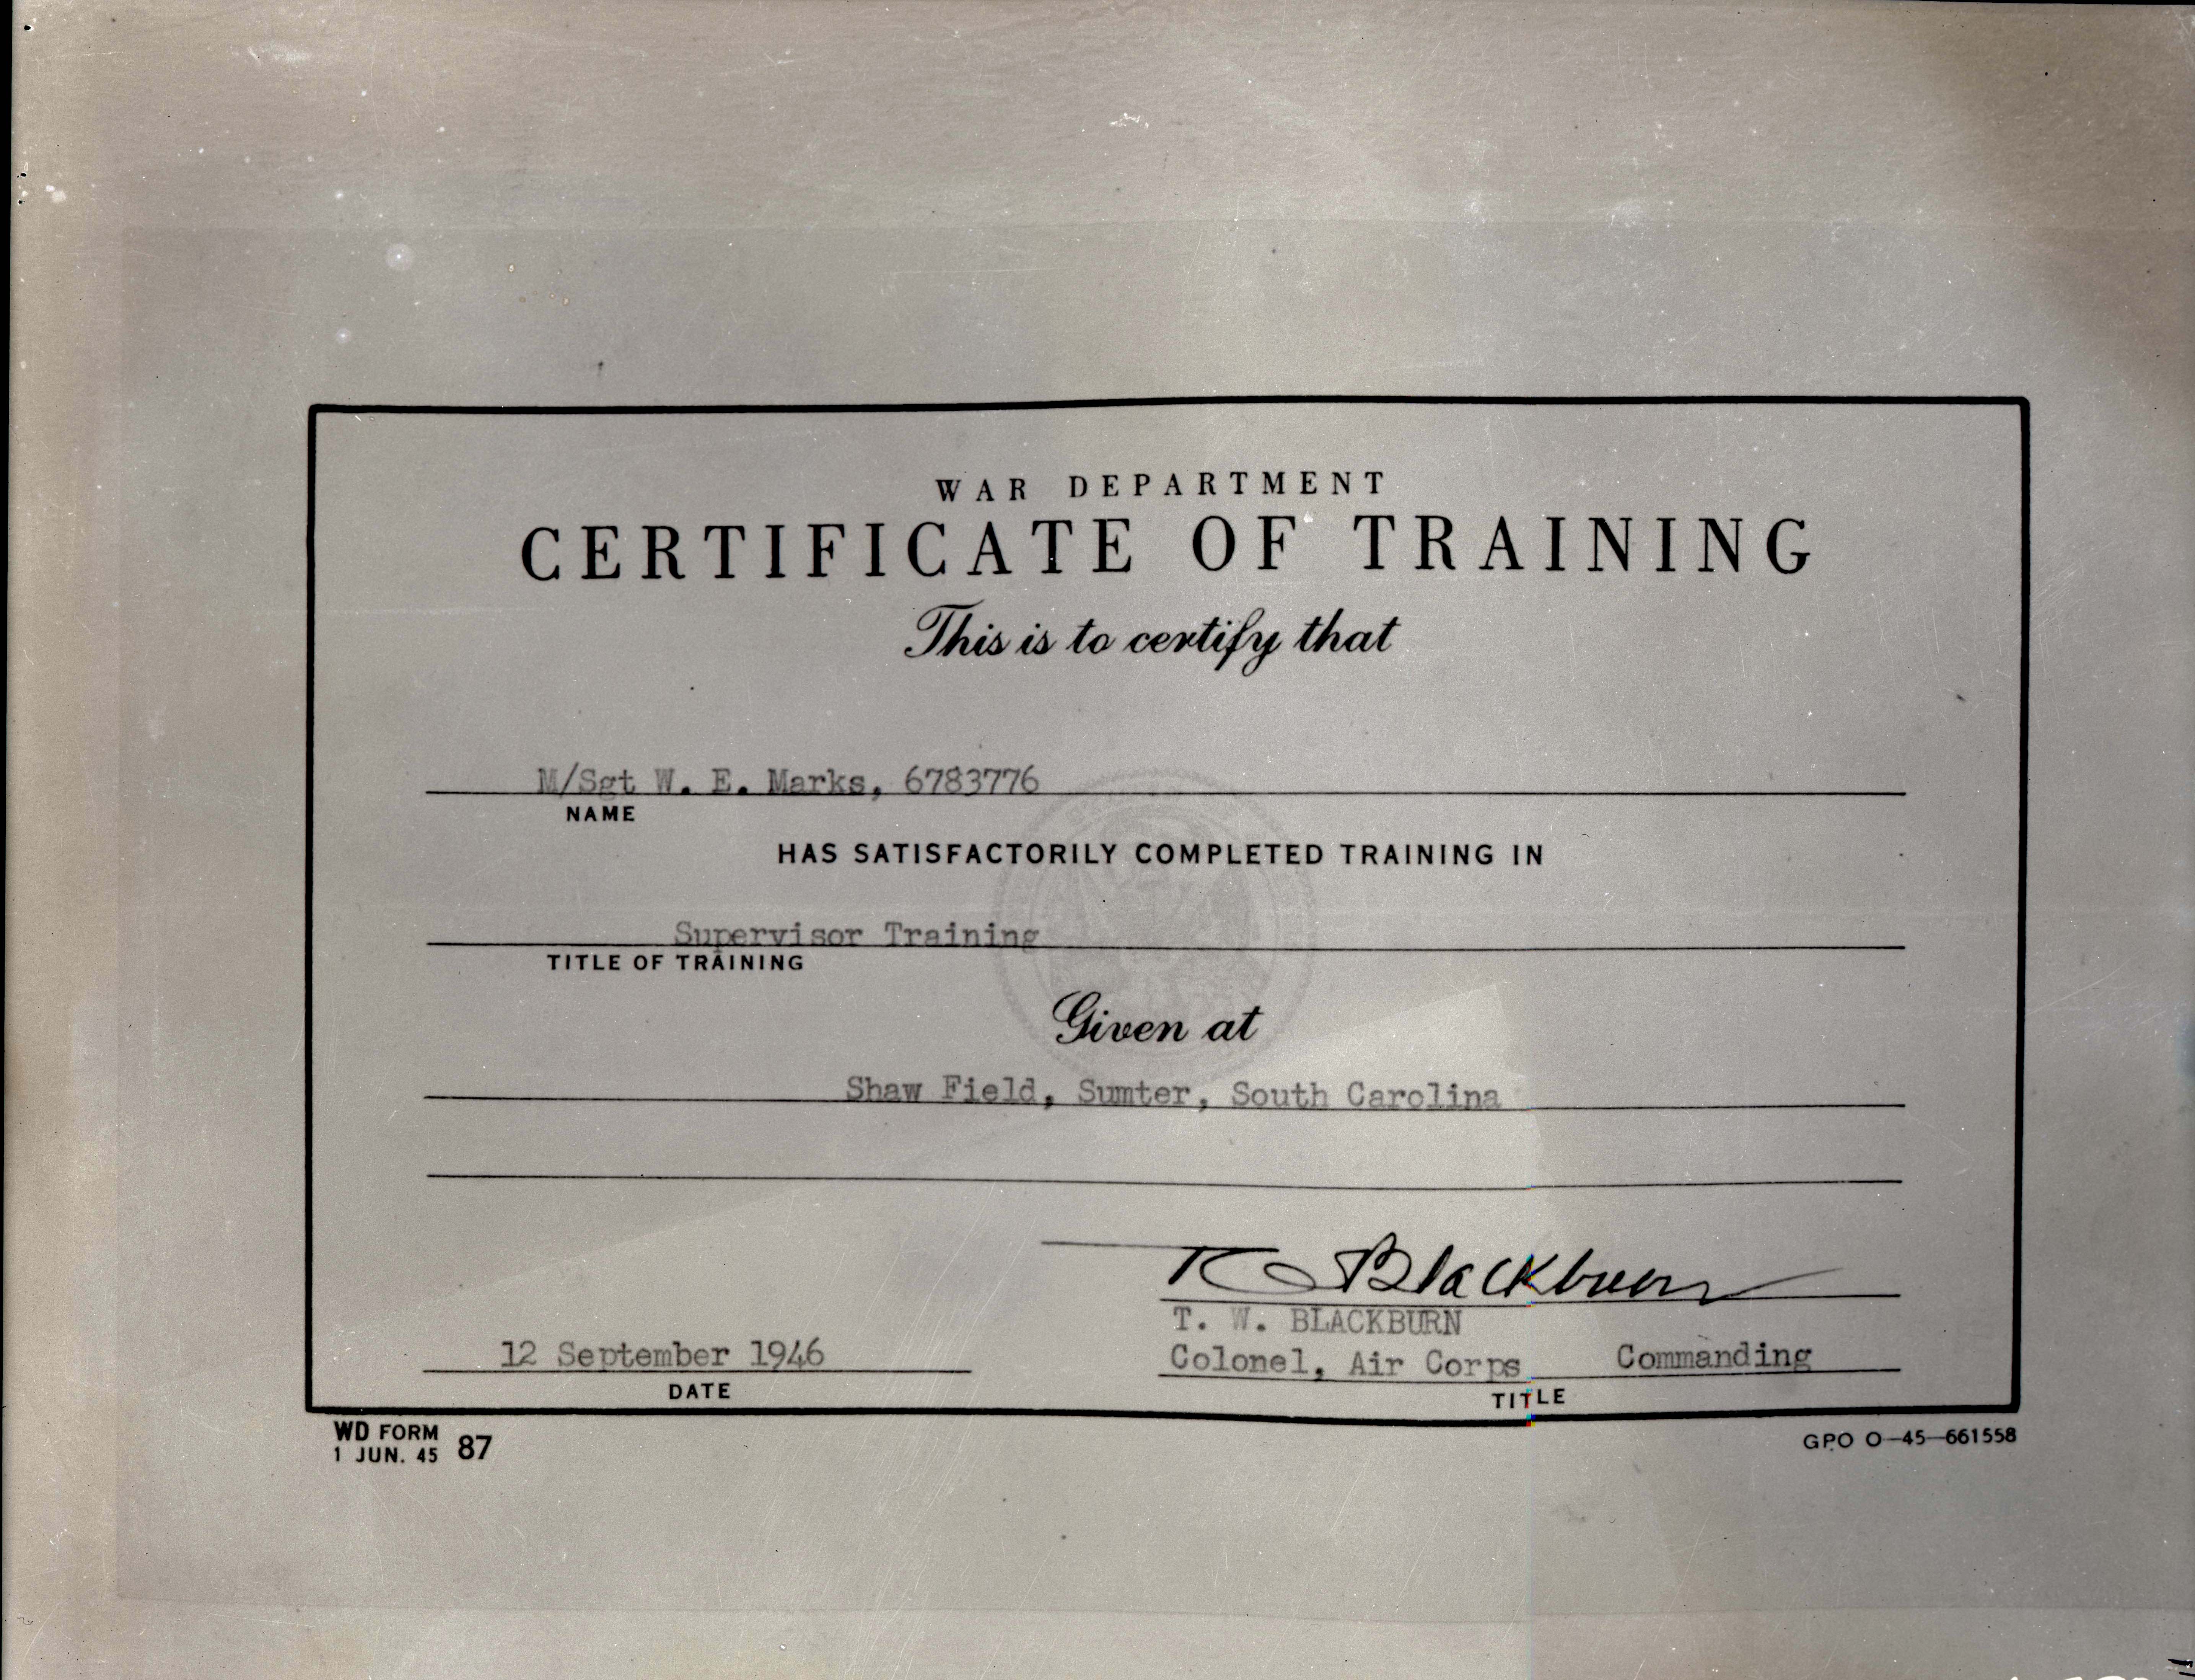 WAR DEPARTMENT
CERTIFICATE OF TRAINING
This is to certify that
M/Sgt W. E. Marks, 6783776
NAME
HAS SATISFACTORILY COMPLETED TRAINING IN
Supervisor Training
TITLE OF TRAINING
Given at
Shaw Field, Sumter, South Carolina
Blackburn
T. W. BLACKBURN
12 September 1946 Colonel, Air Corps Commanding
DATE TITLE
WD FORM
1 JUN. 45 87
GPO O—45—661558